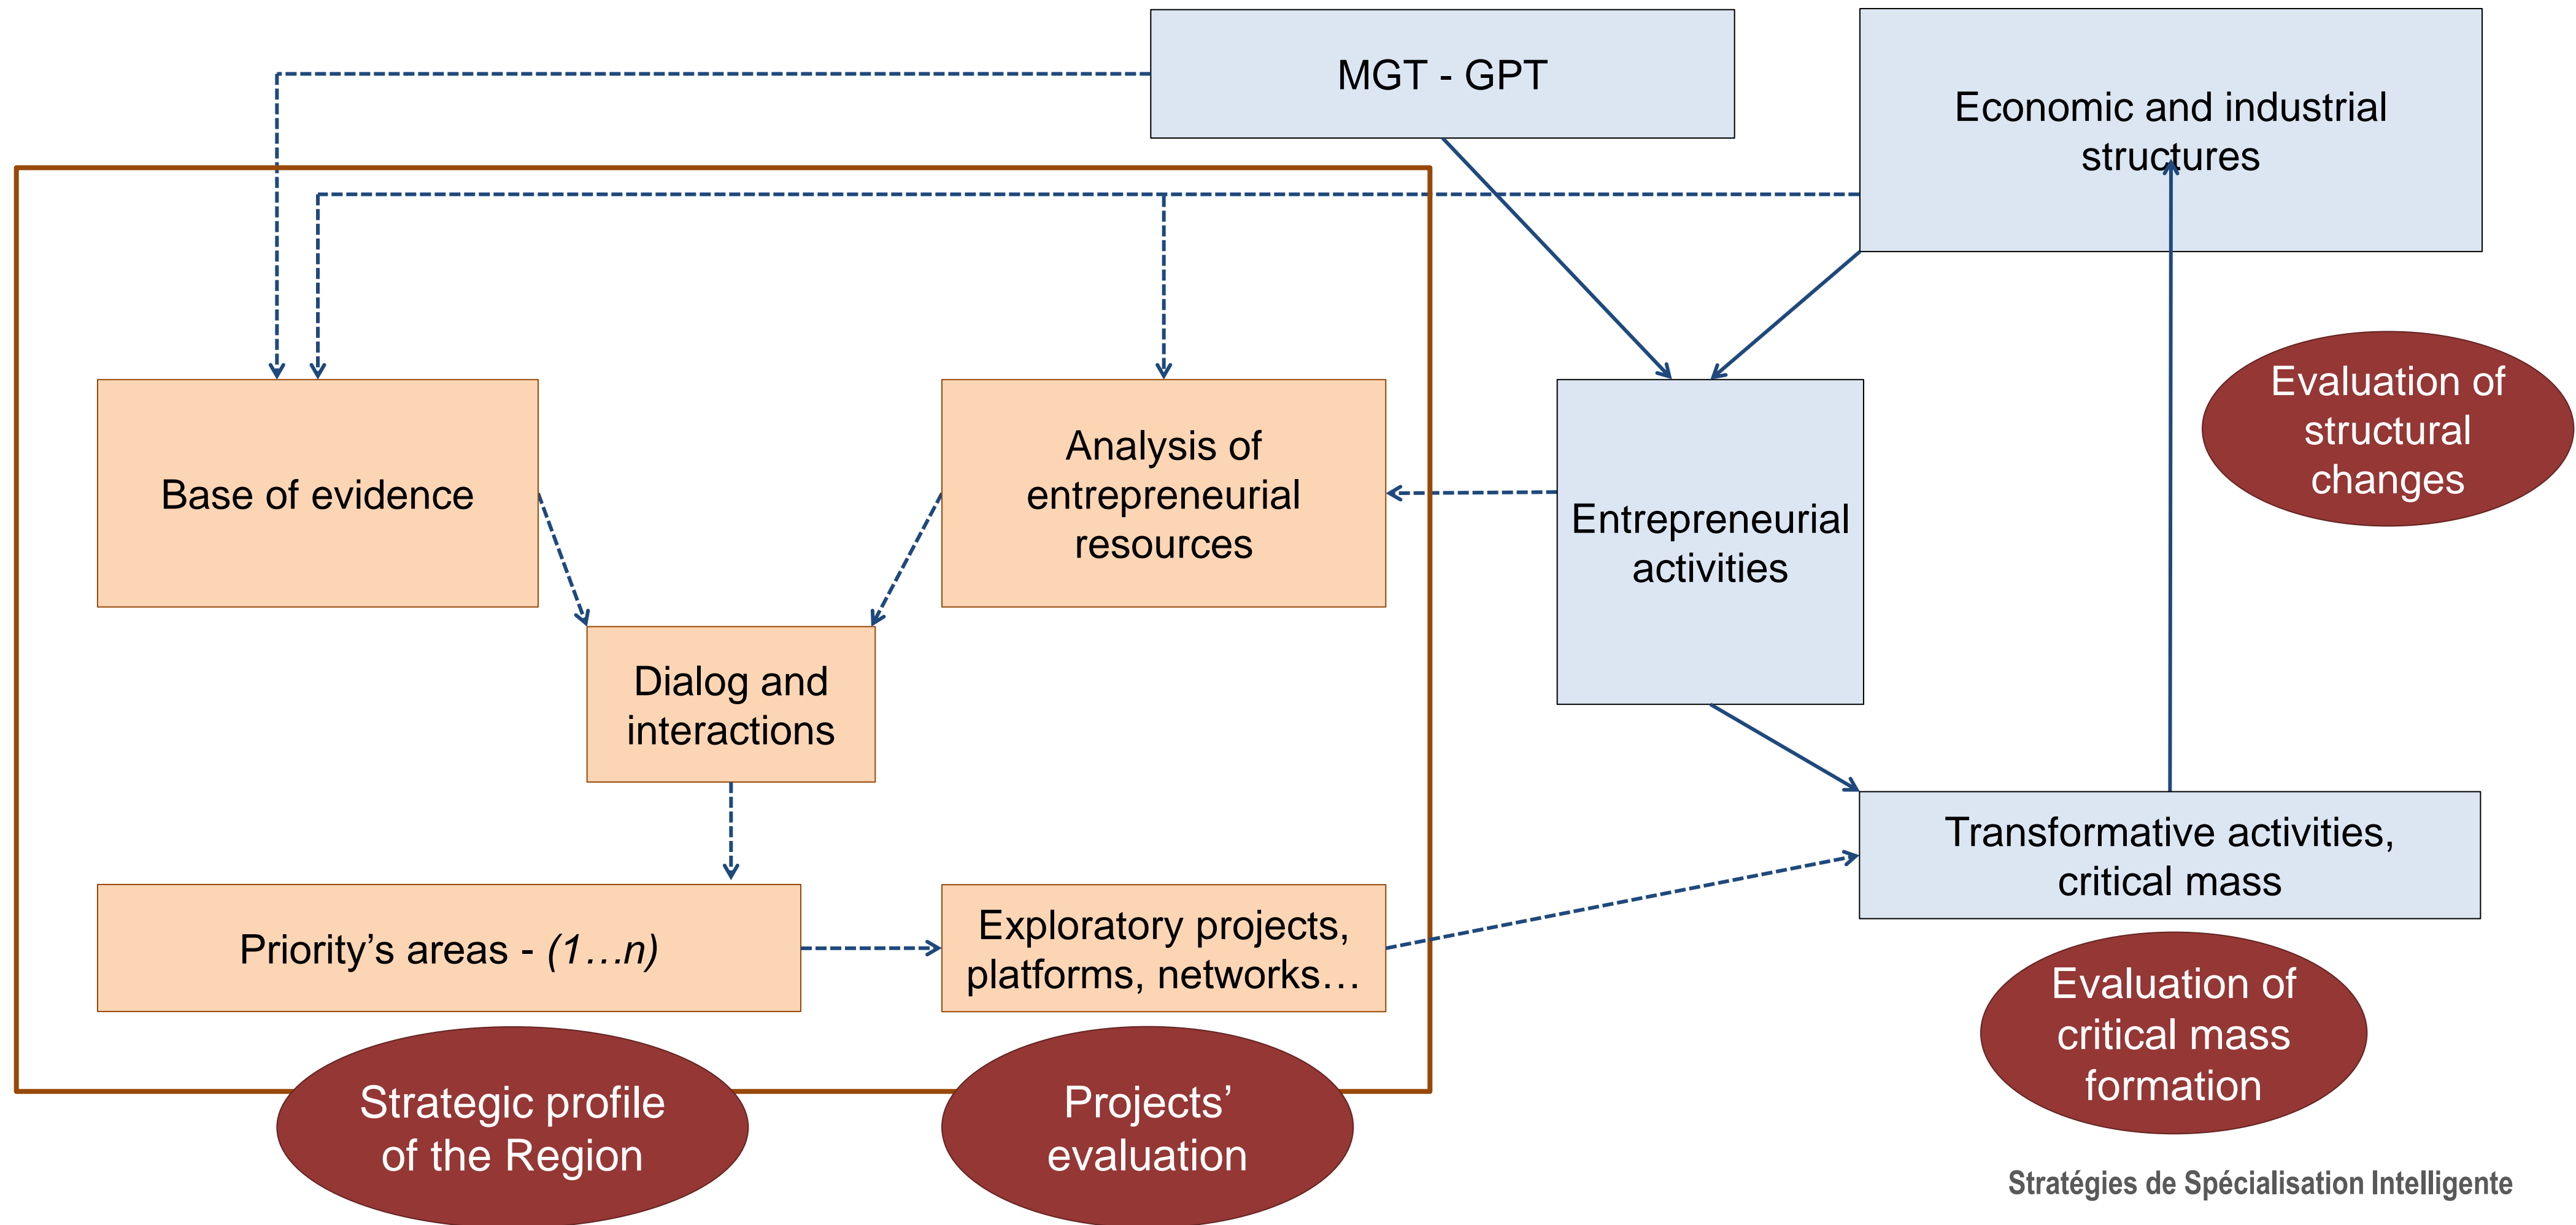 MGT - GPT
Economic and industrial
structures
Evaluation of
structural
changes
Base of evidence
Analysis of
entrepreneurial
resources
Entrepreneurial
activities
Dialog and
interactions
Transformative activities,
critical mass
Priority’s areas - (1…n)
Exploratory projects,
platforms, networks…
Evaluation of
critical mass
formation
Strategic profile
of the Region
Projects’
evaluation
Stratégies de Spécialisation Intelligente